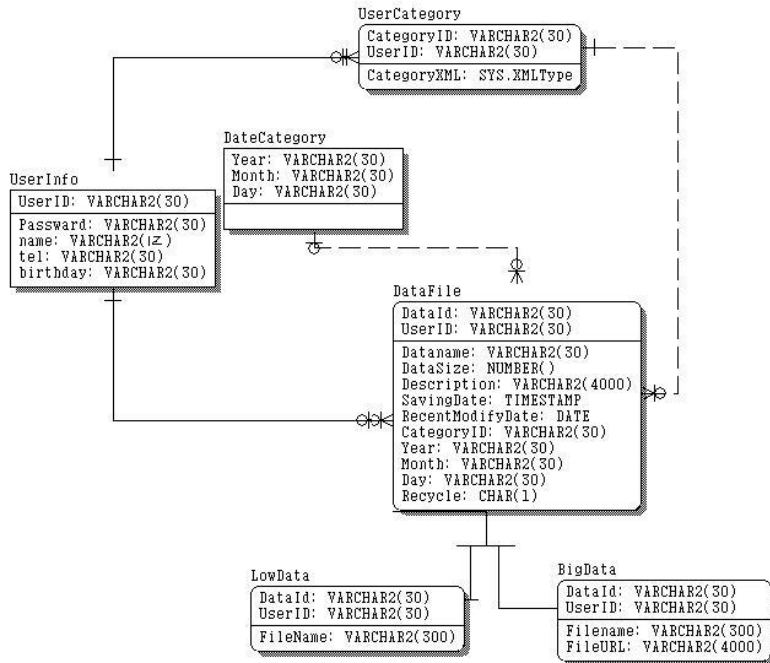 UserCategory
CategoryID: VARCHAR2(30)
UserID: VARCHAR2(30)
CategoryXML: SYS.XMLType
DateCategory
Year: VARCHAR2(30)
Month: VARCHAR2(30)
Day: VARCHAR2(30)
UserInfo
UserID: VARCHAR2(30)
Passward: VARCHAR2(30)
name: VARCHAR2(
tel: VARCHAR2(30)
birthday: VARCHAR2(30)
DataFile
DataId: VARCHAR2(30)
UserID: VARCHAR2(30)
Dataname: VARCHAR2(30)
DataSize: NUMBER()
Description: VARCHAR2(4000)
SavingDate: TIMESTAMP
RecentModifyDate: DATE
CategoryID: VARCHAR2(30)
Year: VARCHAR2(30)
Month: VARCHAR2(30)
Day: VARCHAR2(30)
Recycle: CHAR(1)
LowData
DataId: VARCHAR2(30)
UserID: VARCHAR2(30)
FileName: VARCHAR2(300)
BigData
DataId: VARCHAR2(30)
UserID: VARCHAR2(30)
Filename: VARCHAR2(300)
FileURL: VARCHAR2(4000)